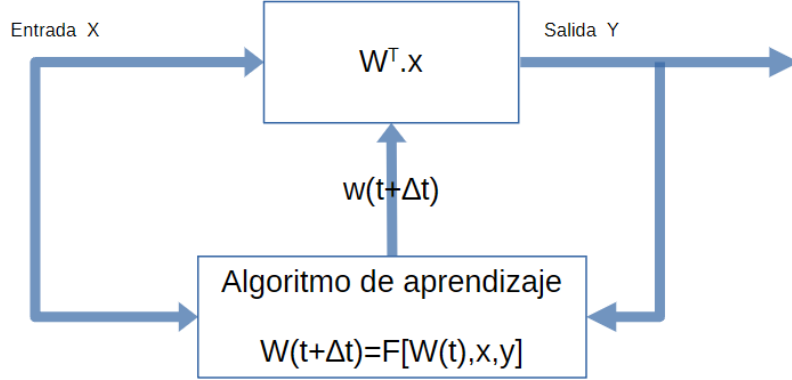 Entrada X
Salida Y
Wᵀ.x
w(t+Δt)
Algoritmo de aprendizaje
W(t+Δt)=F[W(t),x,y]